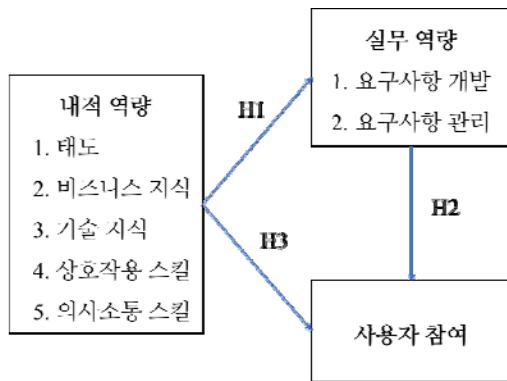 내적 역량
1. 태도
2. 비즈니스 지식
3. 기술 지식
4. 상호작용 스킬
5. 의사소통 스킬
H1
H3
실무 역량
1. 요구사항 개발
2. 요구사항 관리
H2
사용자 참여